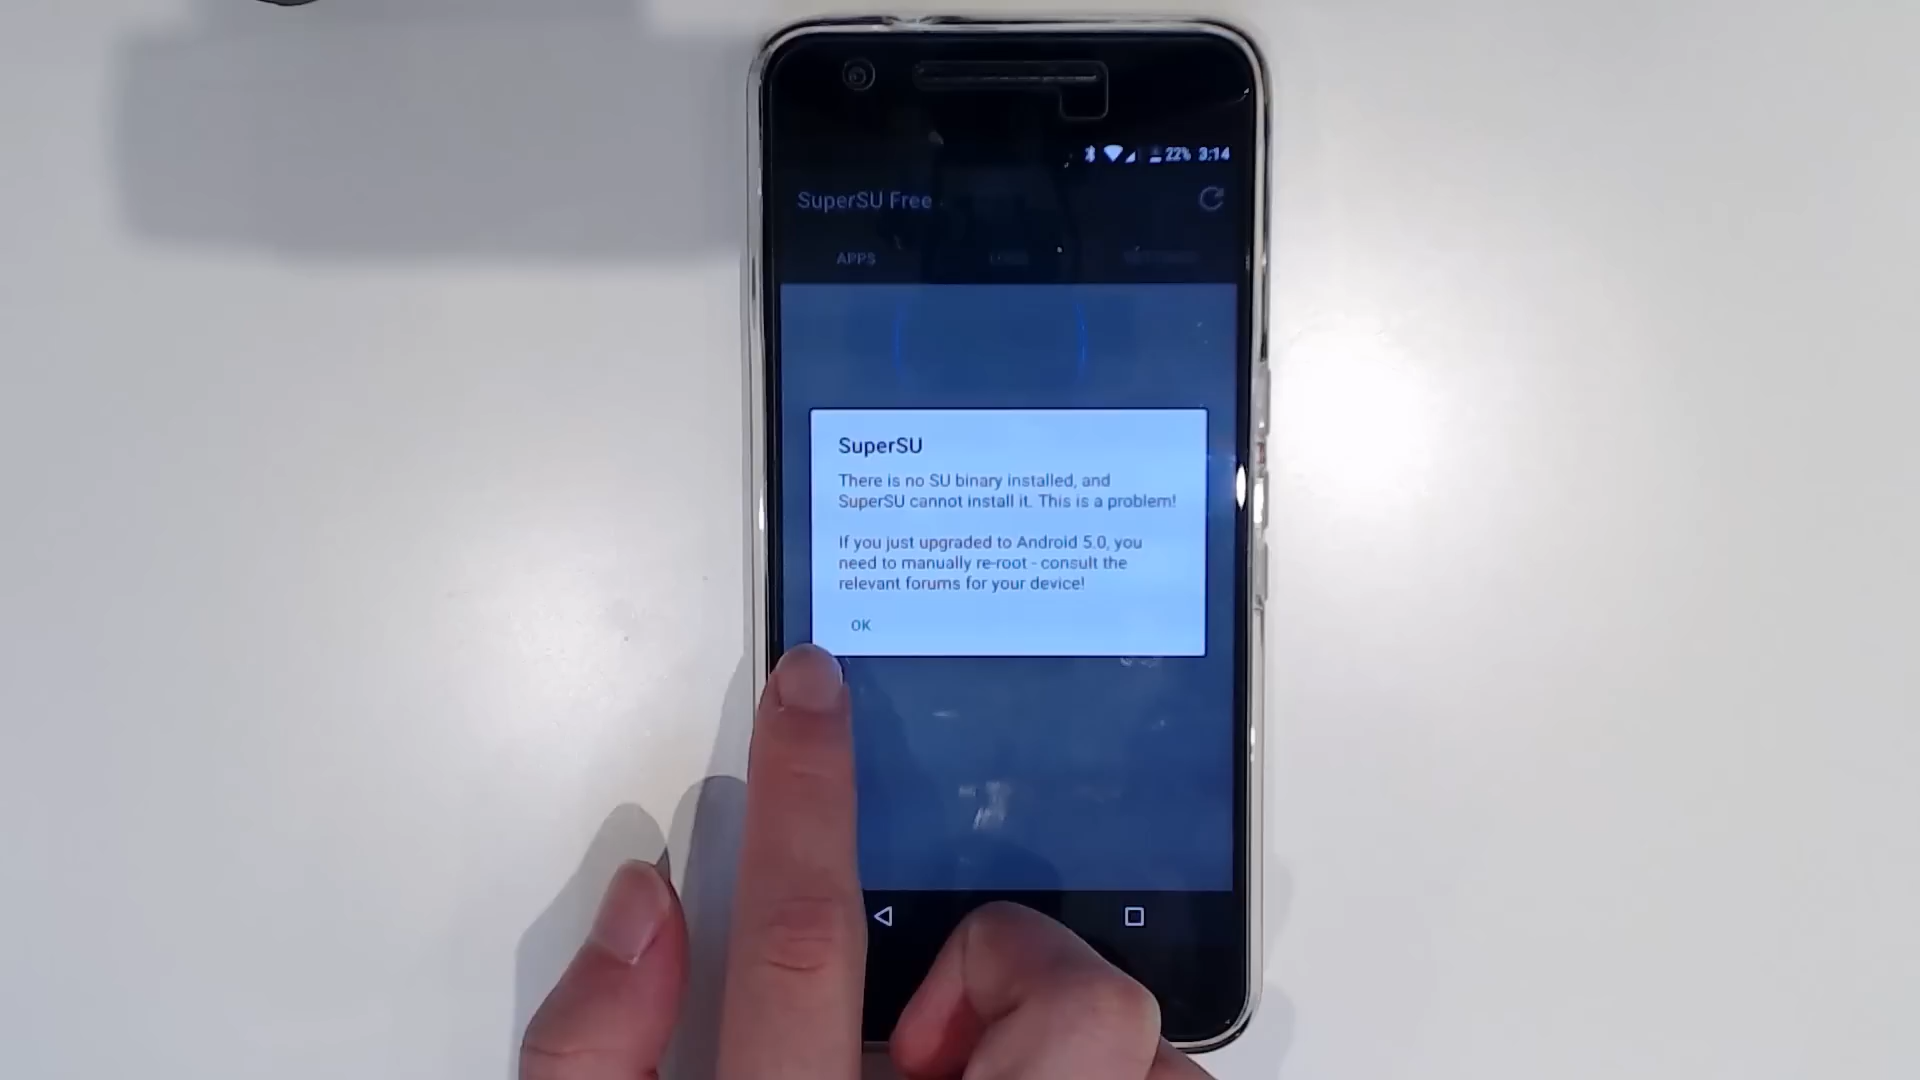 22% 3:14
SuperSU Free
APPS
SuperSU
There is no SU binary installed, and
SuperSU cannot install it. This is a problem!
If you just upgraded to Android 5.0, you
need to manually re-root - consult the
relevant forums for your device!
OK